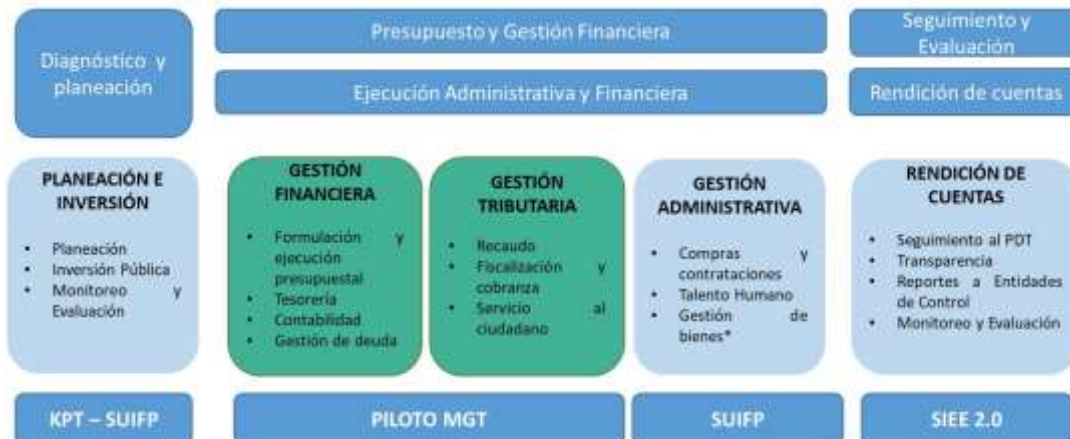 Diagnóstico y
planeación
Presupuesto y Gestión Financiera
Ejecución Administrativa y Financiera
Seguimiento y
Evaluación
Rendición de cuentas
PLANEACIÓN E
INVERSIÓN
• Planeación
• Inversión Pública
• Monitoreo y
Evaluación
GESTIÓN
FINANCIERA
• Formulación y
ejecución
presupuestal
• Tesorería
• Contabilidad
• Gestión de deuda
GESTIÓN
TRIBUTARIA
• Recaudo
• Fiscalización y
cobranza
• Servicio al
ciudadano
GESTIÓN
ADMINISTRATIVA
• Compras y
contrataciones
• Talento Humano
• Gestión de
bienes*
RENDICIÓN DE
CUENTAS
• Seguimiento al PDT
• Transparencia
• Reportes a Entidades
de Control
• Monitoreo y Evaluación
KPT – SUIFP
PILOTO MGT
SUIFP
SIEE 2.0